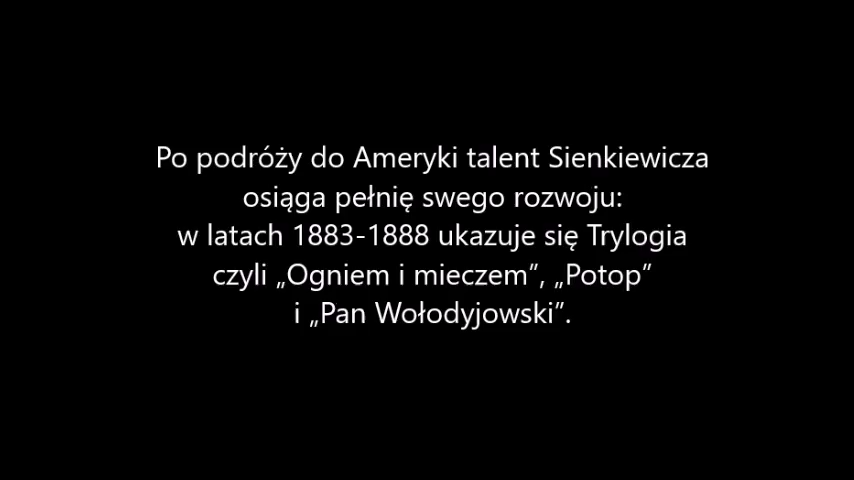 Po podróży do Ameryki talent Sienkiewicza
osiąga pełnię swego rozwoju:
w latach 1883-1888 ukazuje się Trylogia
czyli „Ogniem i mieczem”, „Potop”
i „Pan Wołodyjowski”.